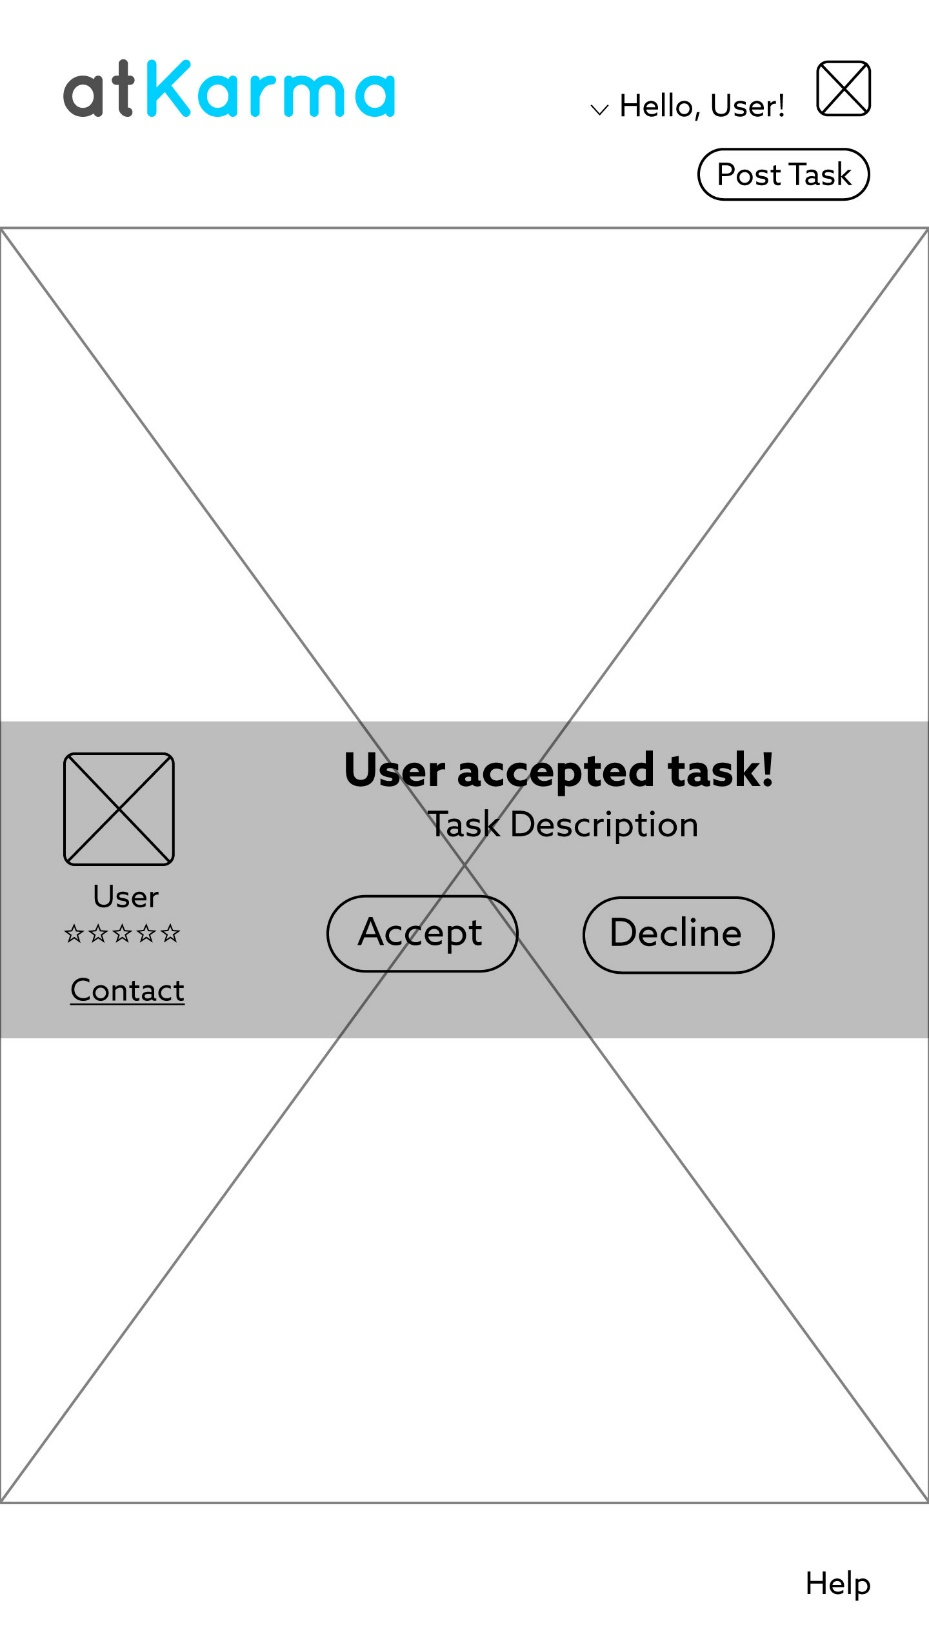 atKarma
Hello, User!
Post Task
User accepted task!
Task Description
User
☆☆☆☆☆
Contact
Accept
Decline
Help